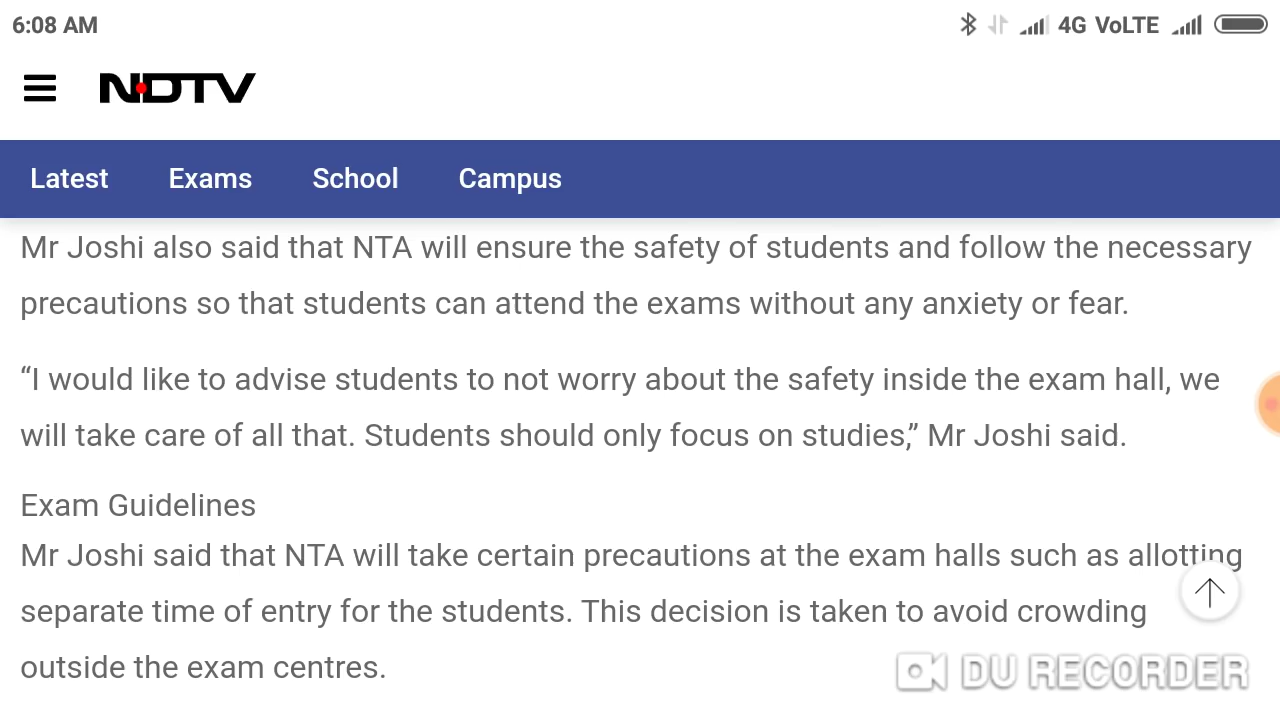 6:08 AM
4G VoLTE
NDTV
Latest Exams School Campus
Mr Joshi also said that NTA will ensure the safety of students and follow the necessary
precautions so that students can attend the exams without any anxiety or fear.
“I would like to advise students to not worry about the safety inside the exam hall, we
will take care of all that. Students should only focus on studies,” Mr Joshi said.
Exam Guidelines
Mr Joshi said that NTA will take certain precautions at the exam halls such as allotting
separate time of entry for the students. This decision is taken to avoid crowding
outside the exam centres.
DU RECORDER